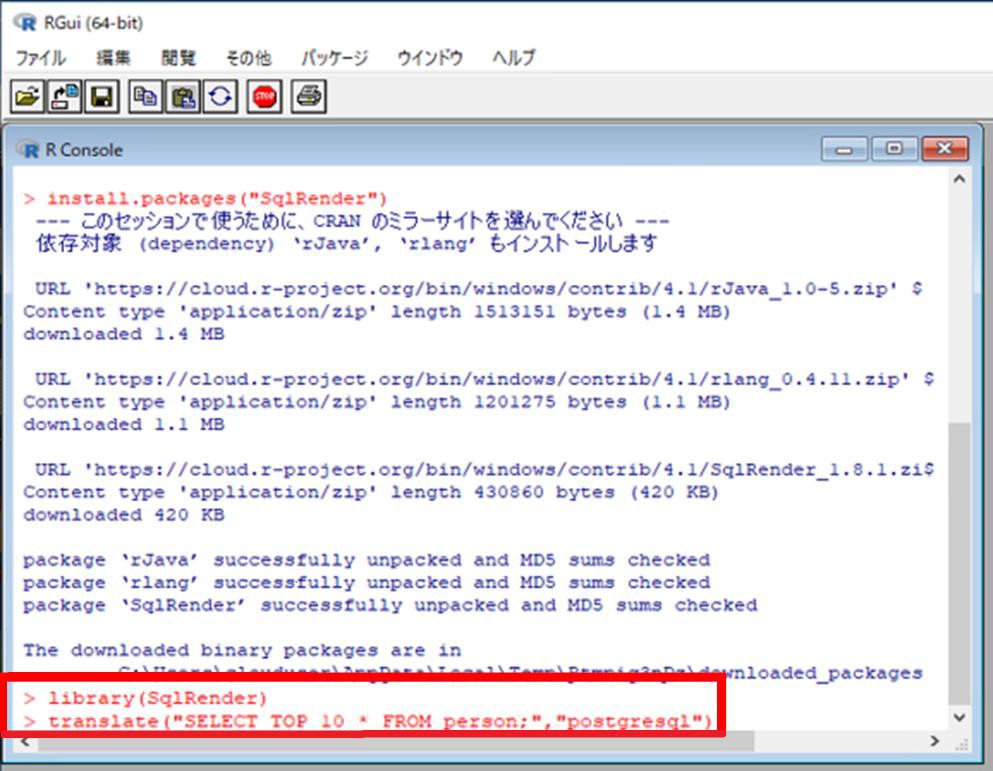 RGui (64-bit)
ファイル 編集 閲覧 その他 パッケージ ウインドウ ヘルプ
STOP
R Console
> install.packages("SqlRender")
--- このセッションで使うために、CRAN のミラーサイトを選んでください ---
依存対象 (dependency) ‘rJava’, ‘rlang’ もインストールします
URL 'https://cloud.r-project.org/bin/windows/contrib/4.1/rJava_1.0-5.zip' $
Content type 'application/zip' length 1513151 bytes (1.4 MB)
downloaded 1.4 MB
URL 'https://cloud.r-project.org/bin/windows/contrib/4.1/rlang_0.4.11.zip' $
Content type 'application/zip' length 1201275 bytes (1.1 MB)
downloaded 1.1 MB
URL 'https://cloud.r-project.org/bin/windows/contrib/4.1/SqlRender_1.8.1.zi$
Content type 'application/zip' length 430860 bytes (420 KB)
downloaded 420 KB
package ‘rJava’ successfully unpacked and MD5 sums checked
package ‘rlang’ successfully unpacked and MD5 sums checked
package ‘SqlRender’ successfully unpacked and MD5 sums checked
The downloaded binary packages are in
> library(SqlRender)
> translate("SELECT TOP 10 * FROM person;","postgresql")